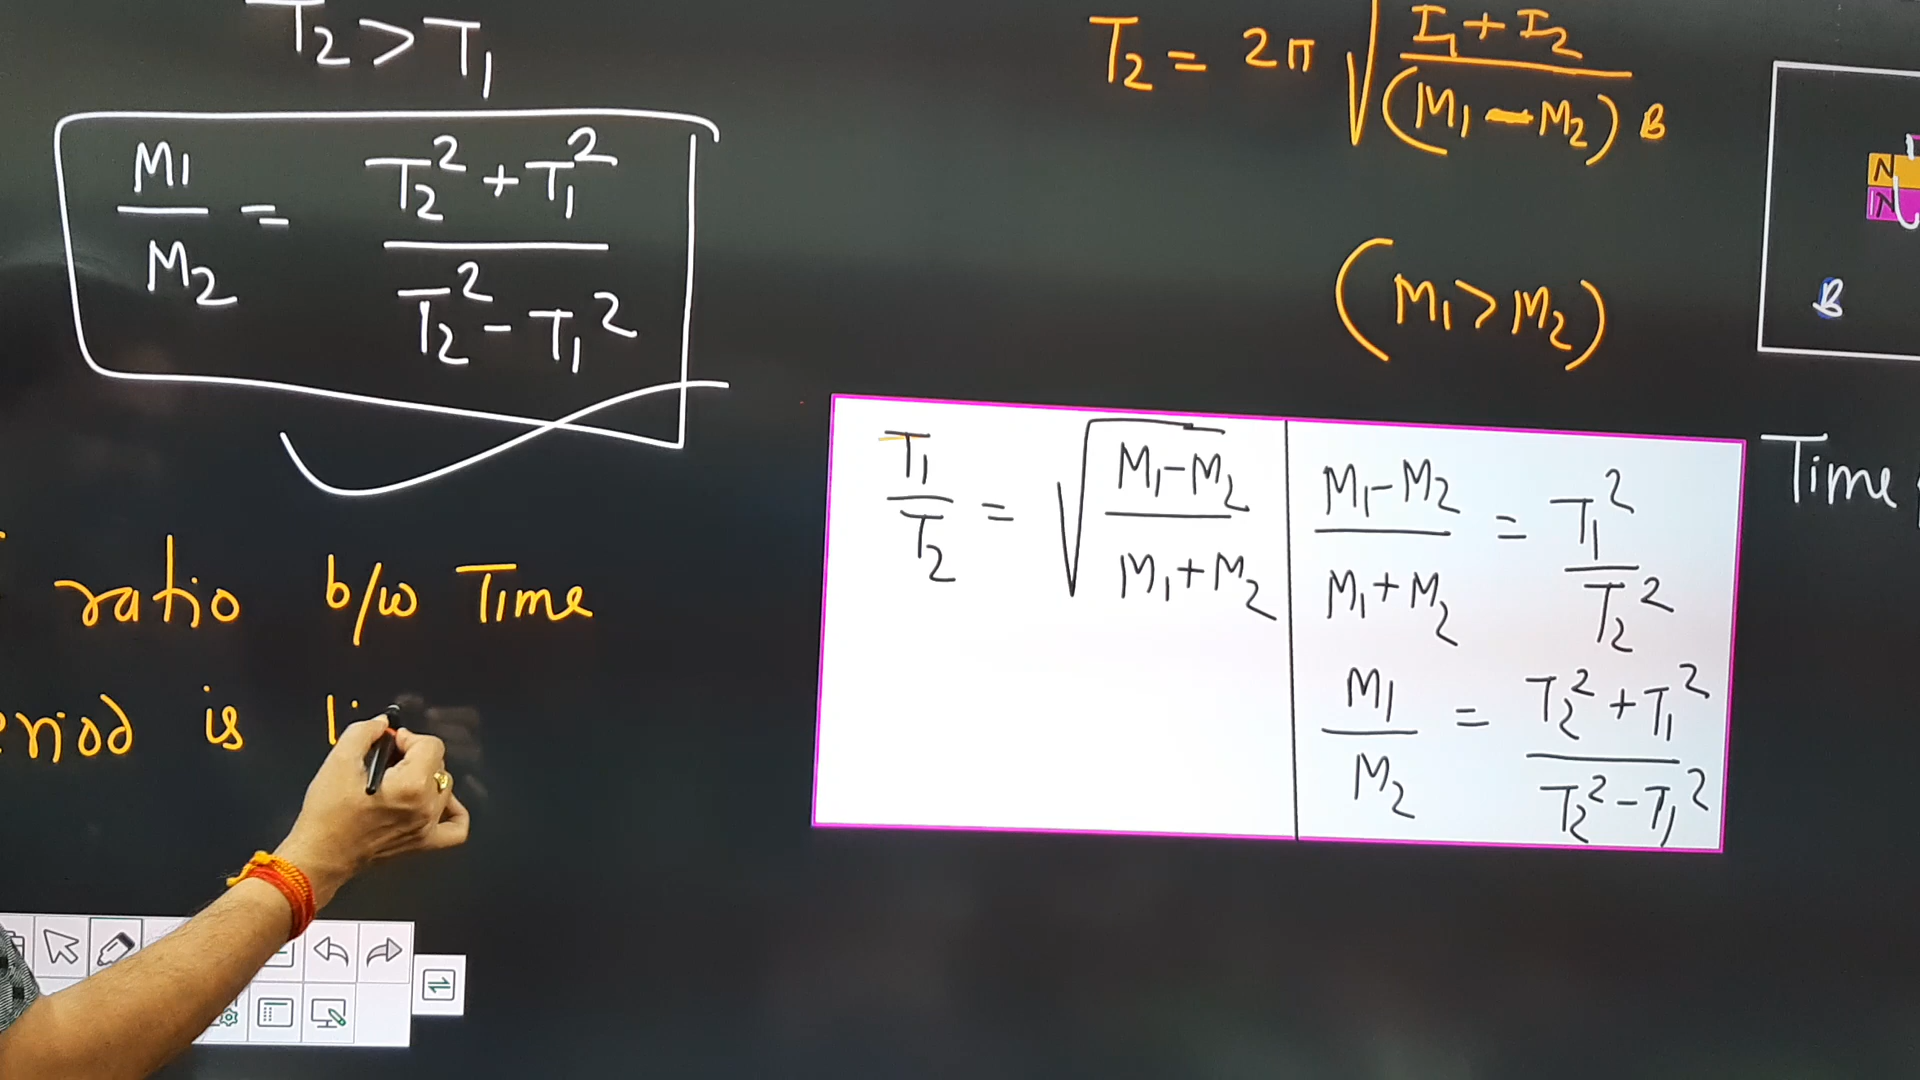 T₂ > T₁
M₁/M₂ = (T₂² + T₁²)/(T₂² - T₁²)
ratio b/w Time
is
T₂ = 2π √((I₁ + I₂)/((M₁ - M₂) B))
(M₁ > M₂)
N
N
B
T₁/T₂ = √((M₁ - M₂)/(M₁ + M₂))
(M₁ - M₂)/(M₁ + M₂) = T₁²/T₂²
M₁/M₂ = (T₂² + T₁²)/(T₂² - T₁²)
Time